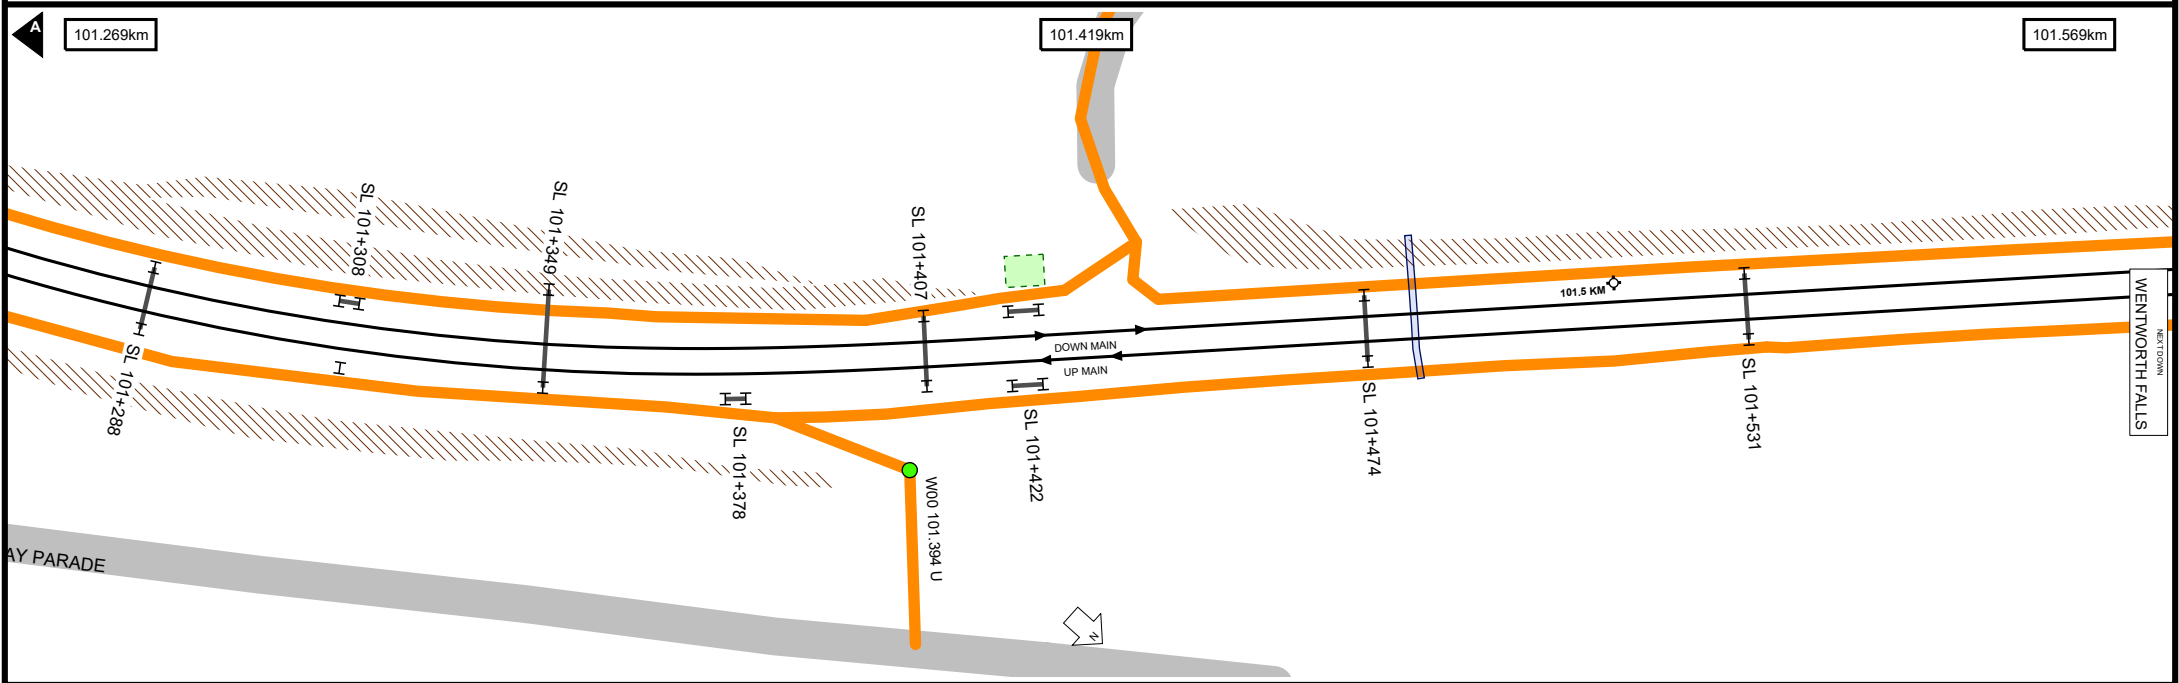 A
101.269km
101.419km
101.569km
SL 101+308
SL 101+349
SL 101+407
101.5 KM
DOWN MAIN
UP MAIN
SL 101+288
SL 101+378
SL 101+422
SL 101+474
SL 101+531
WENTWORTH FALLS
NEXT DOWN
W00 101.394 U
AY PARADE
N